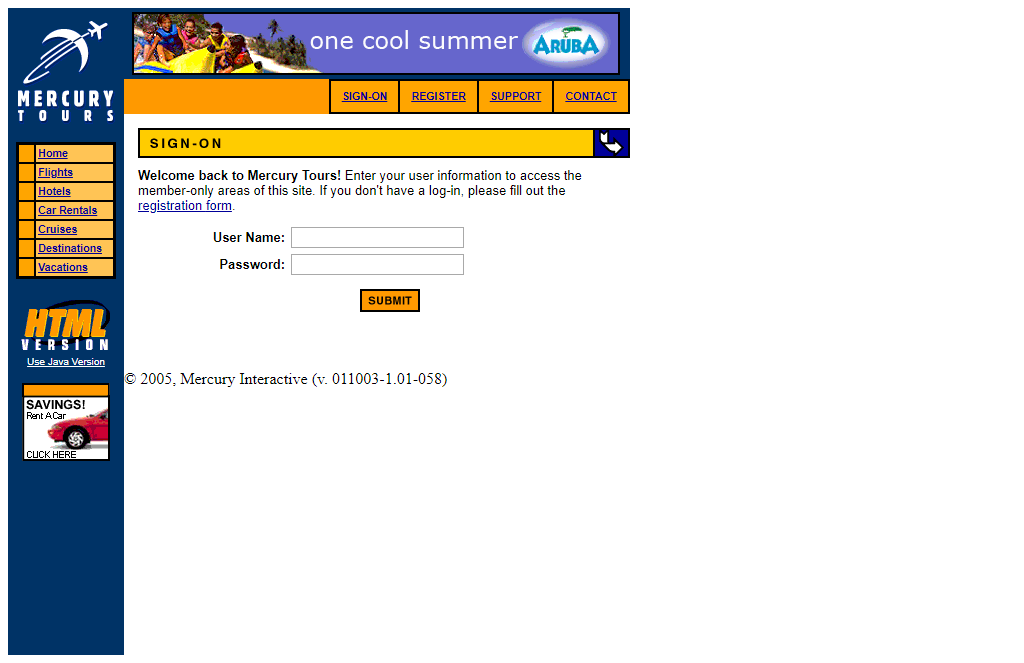 one cool summer ARUBA
MERCURY
TOURS
SIGN-ON REGISTER SUPPORT CONTACT
Home
Flights
Hotels
Car Rentals
Cruises
Destinations
Vacations
HTML
VERSION
Use Java Version
SAVINGS!
Rent A Car
CLICK HERE
SIGN-ON
Welcome back to Mercury Tours! Enter your user information to access the
member-only areas of this site. If you don't have a log-in, please fill out the
registration form.
User Name:
Password:
SUBMIT
© 2005, Mercury Interactive (v. 011003-1.01-058)